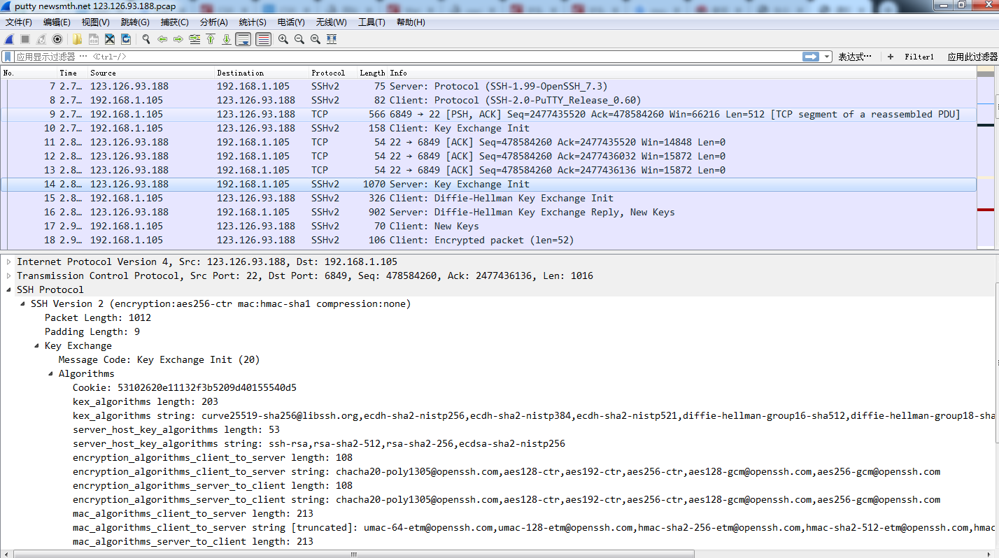 putty newsmth.net 123.126.93.188.pcap
文件(F) 编辑(E) 视图(V) 跳转(G) 捕获(C) 分析(A) 统计(S) 电话(Y) 无线(W) 工具(T) 帮助(H)
应用显示过滤器 … <Ctrl-/> 表达式… + Filter1 应用此过滤器
No. Time Source Destination Protocol Length Info
7 2.7… 123.126.93.188 192.168.1.105 SSHv2 75 Server: Protocol (SSH-1.99-OpenSSH_7.3)
8 2.7… 192.168.1.105 123.126.93.188 SSHv2 82 Client: Protocol (SSH-2.0-PuTTY_Release_0.60)
9 2.7… 192.168.1.105 123.126.93.188 TCP 566 6849 → 22 [PSH, ACK] Seq=2477435520 Ack=478584260 Win=66216 Len=512 [TCP segment of a reassembled PDU]
10 2.7… 192.168.1.105 123.126.93.188 SSHv2 158 Client: Key Exchange Init
11 2.8… 123.126.93.188 192.168.1.105 TCP 54 22 → 6849 [ACK] Seq=478584260 Ack=2477435520 Win=14848 Len=0
12 2.8… 123.126.93.188 192.168.1.105 TCP 54 22 → 6849 [ACK] Seq=478584260 Ack=2477436032 Win=15872 Len=0
13 2.8… 123.126.93.188 192.168.1.105 TCP 54 22 → 6849 [ACK] Seq=478584260 Ack=2477436136 Win=15872 Len=0
14 2.8… 123.126.93.188 192.168.1.105 SSHv2 1070 Server: Key Exchange Init
15 2.8… 192.168.1.105 123.126.93.188 SSHv2 326 Client: Diffie-Hellman Key Exchange Init
16 2.8… 123.126.93.188 192.168.1.105 SSHv2 902 Server: Diffie-Hellman Key Exchange Reply, New Keys
17 2.9… 192.168.1.105 123.126.93.188 SSHv2 70 Client: New Keys
18 2.9… 192.168.1.105 123.126.93.188 SSHv2 106 Client: Encrypted packet (len=52)
Internet Protocol Version 4, Src: 123.126.93.188, Dst: 192.168.1.105
Transmission Control Protocol, Src Port: 22, Dst Port: 6849, Seq: 478584260, Ack: 2477436136, Len: 1016
SSH Protocol
SSH Version 2 (encryption:aes256-ctr mac:hmac-sha1 compression:none)
Packet Length: 1012
Padding Length: 9
Key Exchange
Message Code: Key Exchange Init (20)
Algorithms
Cookie: 53102620e11132f3b5209d40155540d5
kex_algorithms length: 203
kex_algorithms string: curve25519-sha256@libssh.org,ecdh-sha2-nistp256,ecdh-sha2-nistp384,ecdh-sha2-nistp521,diffie-hellman-group16-sha512,diffie-hellman-group18-sha
server_host_key_algorithms length: 53
server_host_key_algorithms string: ssh-rsa,rsa-sha2-512,rsa-sha2-256,ecdsa-sha2-nistp256
encryption_algorithms_client_to_server length: 108
encryption_algorithms_client_to_server string: chacha20-poly1305@openssh.com,aes128-ctr,aes192-ctr,aes256-ctr,aes128-gcm@openssh.com,aes256-gcm@openssh.com
encryption_algorithms_server_to_client length: 108
encryption_algorithms_server_to_client string: chacha20-poly1305@openssh.com,aes128-ctr,aes192-ctr,aes256-ctr,aes128-gcm@openssh.com,aes256-gcm@openssh.com
mac_algorithms_client_to_server length: 213
mac_algorithms_client_to_server string [truncated]: umac-64-etm@openssh.com,umac-128-etm@openssh.com,hmac-sha2-256-etm@openssh.com,hmac-sha2-512-etm@openssh.com,hmac
mac_algorithms_server_to_client length: 213